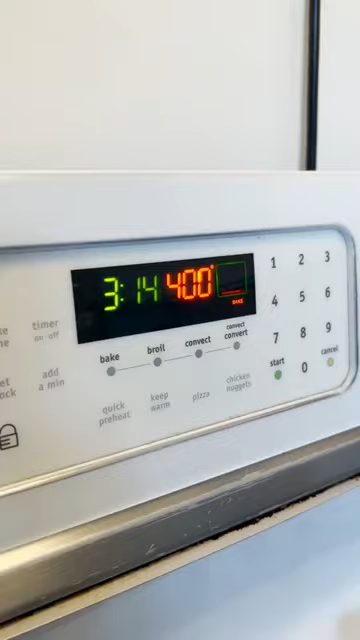 3:14 400°
BAKE
1 2 3
4 5 6
7 8 9
start 0 cancel
timer
on·off
add
a min
bake broil convect convect
convert
quick
preheat
keep
warm
pizza
chicken
nuggets